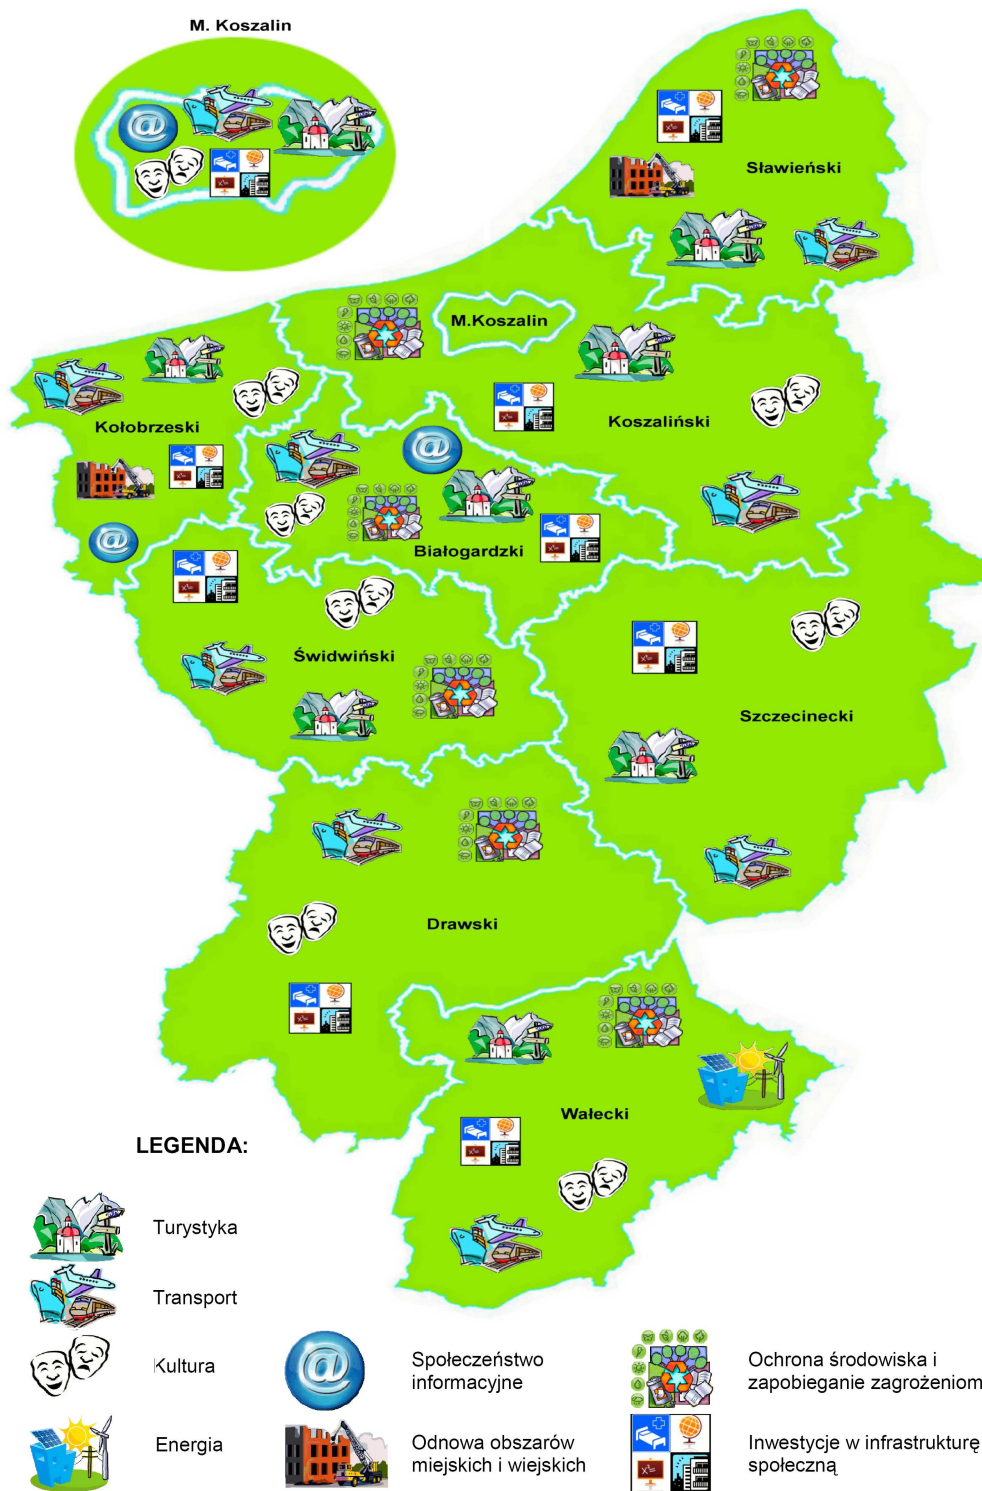 M. Koszalin
Sławieński
M.Koszalin
Kołobrzeski
Koszaliński
Białogardzki
Świdwiński
Szczecinecki
Drawski
Wałecki
LEGENDA:
Turystyka
Transport
Kultura
Energia
Społeczeństwo
informacyjne
Odnowa obszarów
miejskich i wiejskich
Ochrona środowiska i
zapobieganie zagrożeniom
Inwestycje w infrastrukturę
społeczną